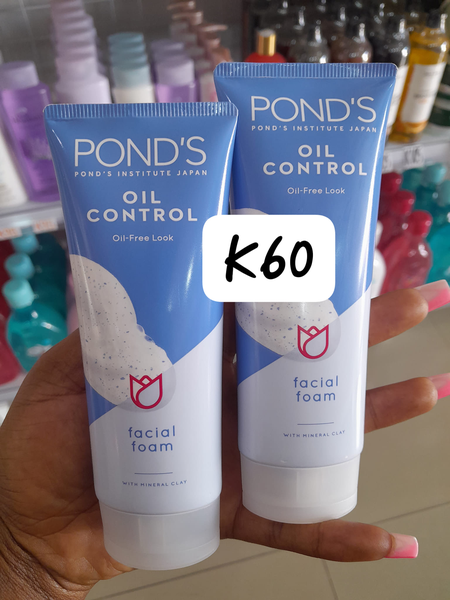 POND'S
POND'S INSTITUTE JAPAN
OIL
CONTROL
Oil-Free Look
facial
foam
WITH MINERAL CLAY
POND'S
POND'S INSTITUTE JAPAN
OIL
CONTROL
Oil-Free Look
K60
facial
foam
WITH MINERAL CLAY